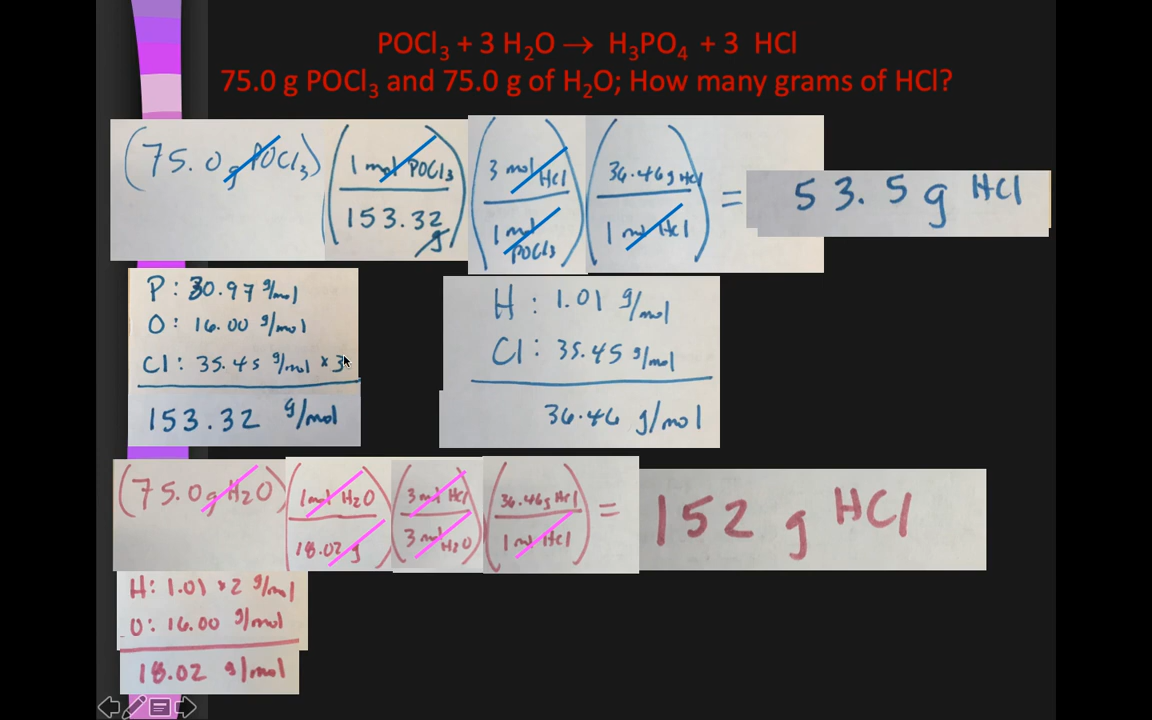 POCl₃ + 3 H₂O → H₃PO₄ + 3 HCl
75.0 g POCl₃ and 75.0 g of H₂O; How many grams of HCl?
(75.0 g POCl₃) (1 mol POCl₃ / 153.32 g) (3 mol HCl / 1 mol POCl₃) (36.46 g HCl / 1 mol HCl) = 53.5 g HCl
P: 30.97 g/mol
O: 16.00 g/mol
Cl: 35.45 g/mol × 3
153.32 g/mol
H: 1.01 g/mol
Cl: 35.45 g/mol
36.46 g/mol
(75.0 g H₂O) (1 mol H₂O / 18.02 g) (3 mol HCl / 3 mol H₂O) (36.46 g HCl / 1 mol HCl) = 152 g HCl
H: 1.01 × 2 g/mol
O: 16.00 g/mol
18.02 g/mol